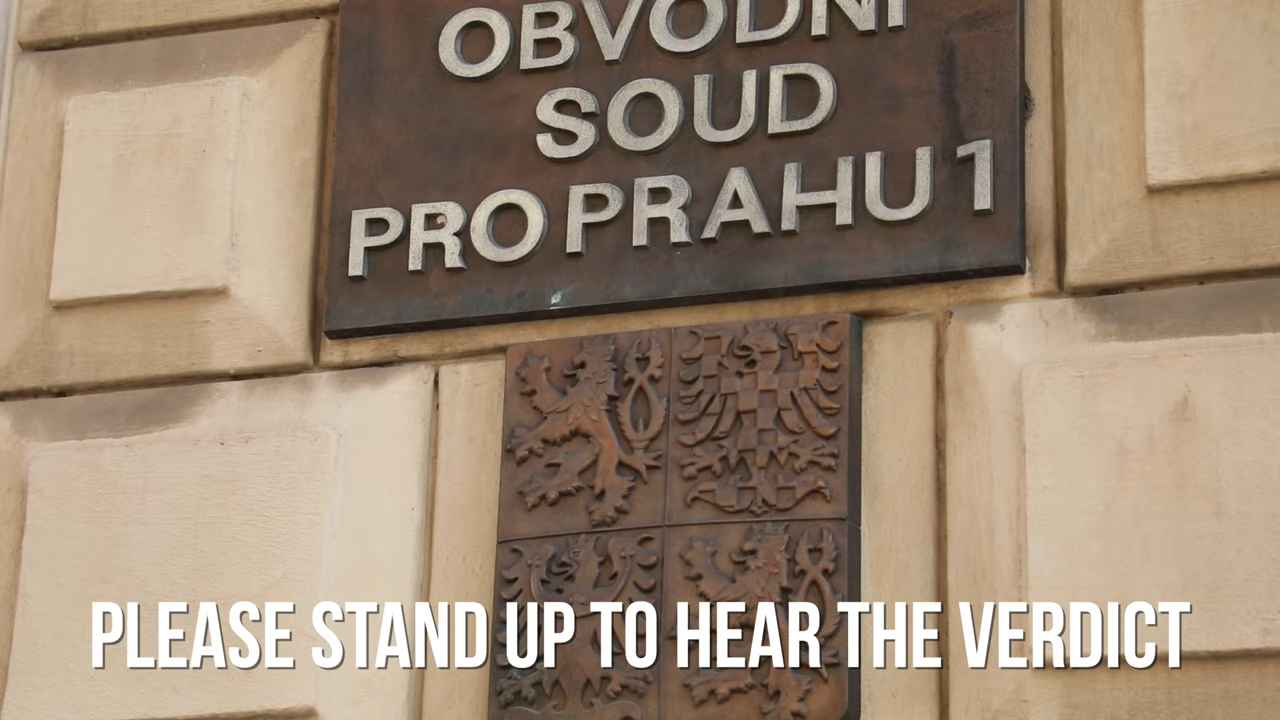 OBVODNÍ
SOUD
PRO PRAHU 1
PLEASE STAND UP TO HEAR THE VERDICT